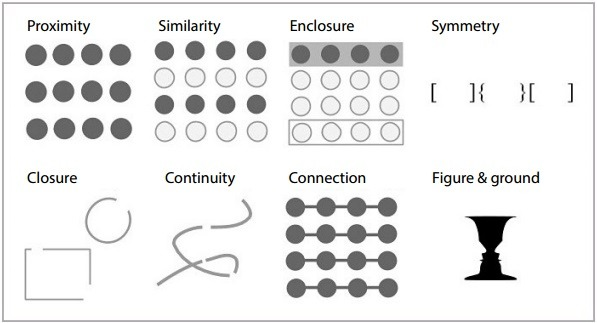 Proximity
Similarity
Enclosure
Symmetry
[ ]{ }[ ]
Closure
Continuity
Connection
Figure & ground